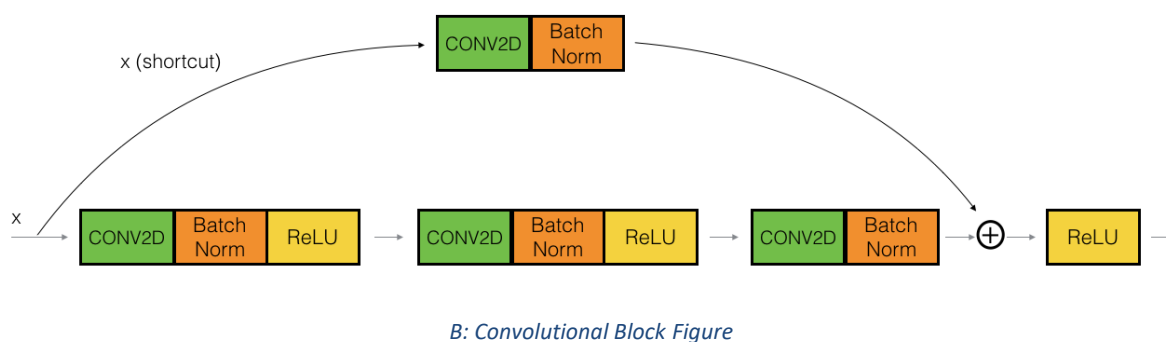 CONV2D
Batch
Norm
x (shortcut)
x
CONV2D
Batch
Norm
ReLU
CONV2D
Batch
Norm
ReLU
CONV2D
Batch
Norm
+
ReLU
B: Convolutional Block Figure